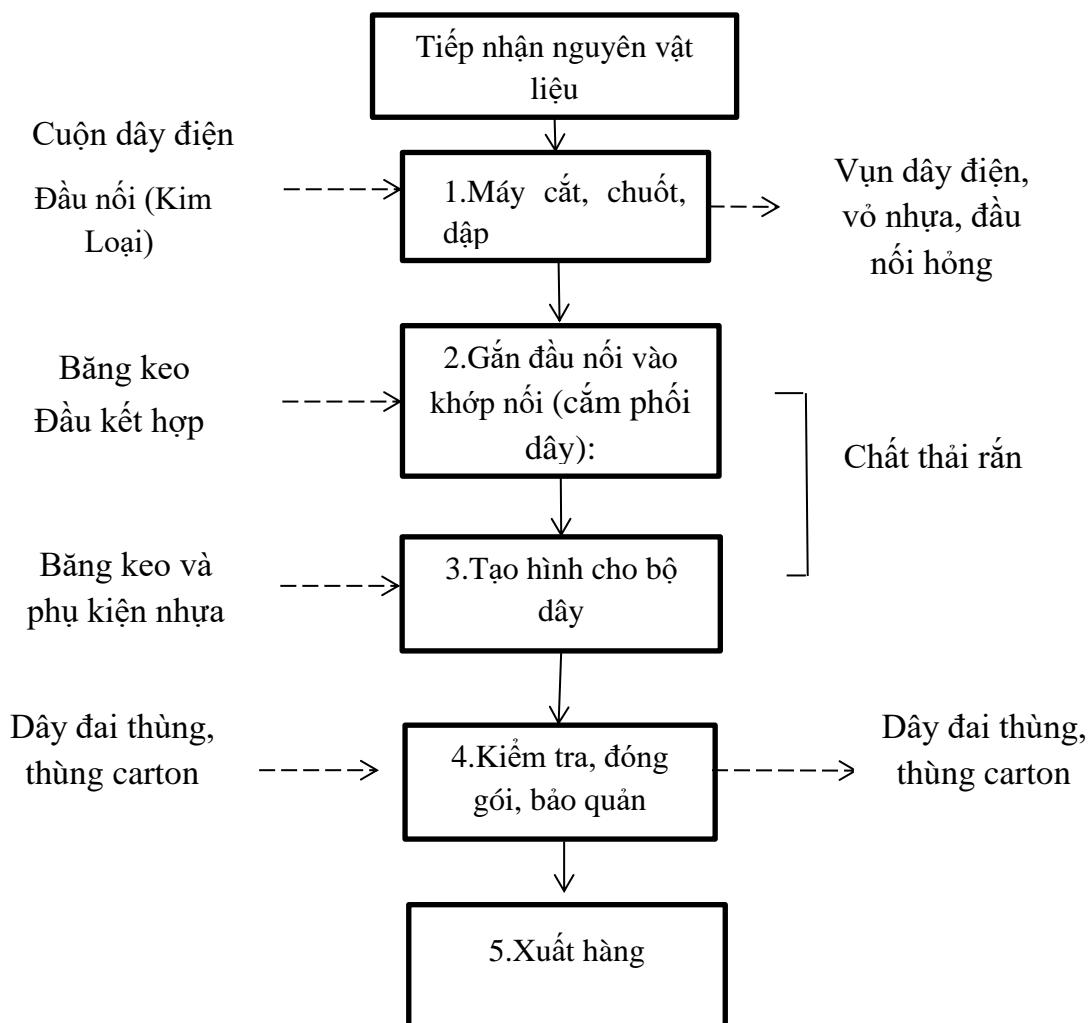 Tiếp nhận nguyên vật
liệu
Cuộn dây điện
Đầu nối (Kim
Loại)
1.Máy cắt, chuốt,
dập
Vụn dây điện,
vỏ nhựa, đầu
nối hỏng
Băng keo
Đầu kết hợp
2.Gắn đầu nối vào
khớp nối (cắm phối
dây):
Chất thải rắn
Băng keo và
phụ kiện nhựa
3.Tạo hình cho bộ
dây
Dây đai thùng,
thùng carton
4.Kiểm tra, đóng
gói, bảo quản
Dây đai thùng,
thùng carton
5.Xuất hàng